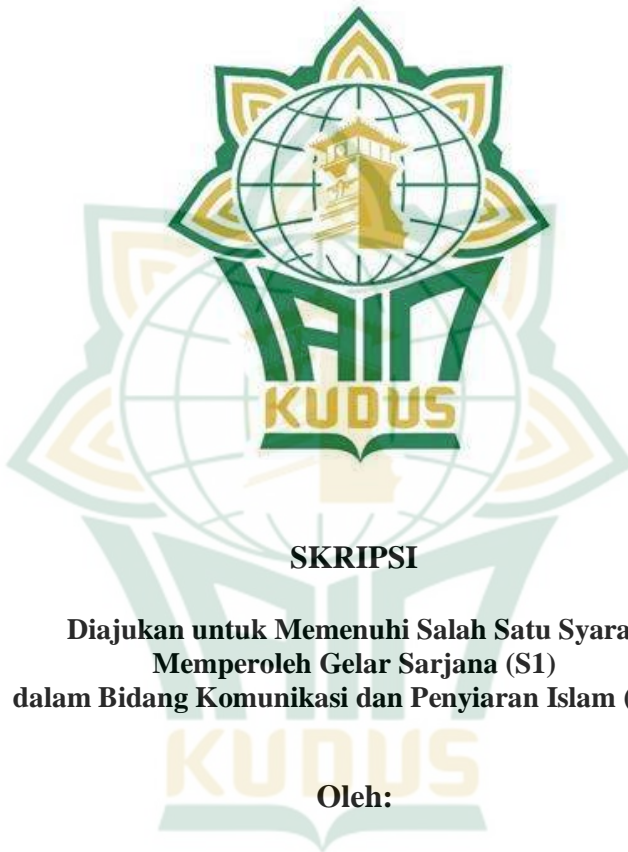 IAIN
KUDUS
SKRIPSI
Diajukan untuk Memenuhi Salah Satu Syara
Memperoleh Gelar Sarjana (S1)
dalam Bidang Komunikasi dan Penyiaran Islam (
KUDUS
Oleh: